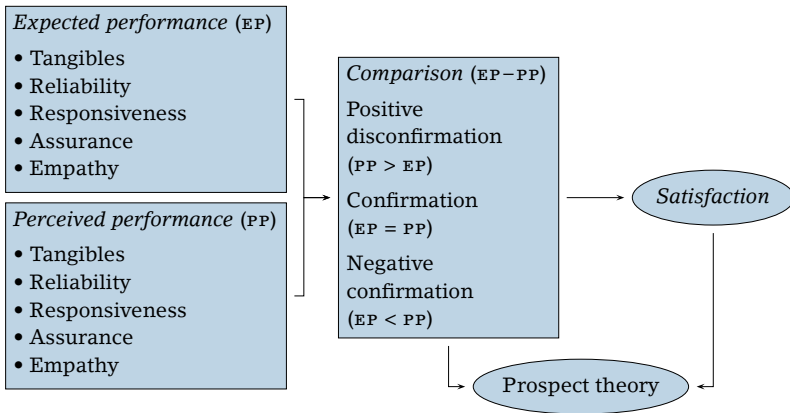 Expected performance (EP)
• Tangibles
• Reliability
• Responsiveness
• Assurance
• Empathy
Perceived performance (PP)
• Tangibles
• Reliability
• Responsiveness
• Assurance
• Empathy
Comparison (EP–PP)
Positive
disconfirmation
(PP > EP)
Confirmation
(EP = PP)
Negative
confirmation
(EP < PP)
Satisfaction
Prospect theory